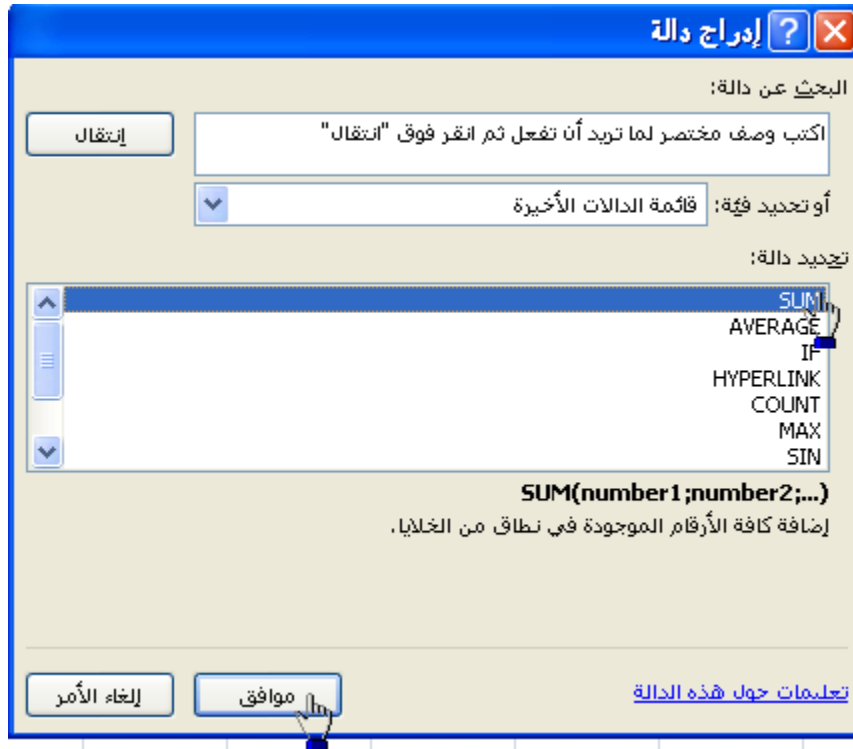 إدراج دالة
البحث عن دالة:
اكتب وصف مختصر لما تريد أن تفعل ثم انقر فوق "انتقال"
إنتقال
أو تحديد فئة: قائمة الدالات الأخيرة
تحديد دالة:
SUM
AVERAGE
IF
HYPERLINK
COUNT
MAX
SIN
SUM(number1;number2;...)
إضافة كافة الأرقام الموجودة في نطاق من الخلايا.
تعليمات حول هذه الدالة
موافق
إلغاء الأمر